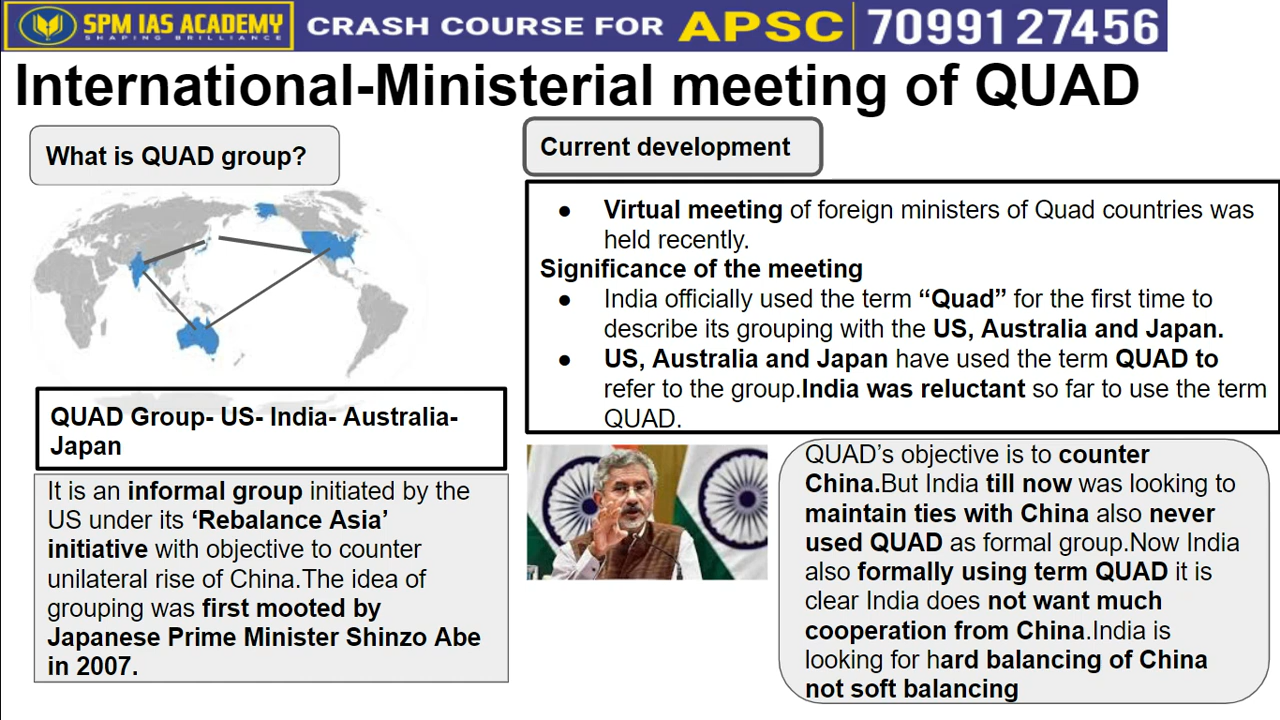 SPM IAS ACADEMY
SHAPING BRILLIANCE
CRASH COURSE FOR APSC 7099127456
International-Ministerial meeting of QUAD
What is QUAD group?
QUAD Group- US- India- Australia-
Japan
It is an informal group initiated by the
US under its ‘Rebalance Asia’
initiative with objective to counter
unilateral rise of China.The idea of
grouping was first mooted by
Japanese Prime Minister Shinzo Abe
in 2007.
Current development
● Virtual meeting of foreign ministers of Quad countries was
held recently.
Significance of the meeting
● India officially used the term “Quad” for the first time to
describe its grouping with the US, Australia and Japan.
● US, Australia and Japan have used the term QUAD to
refer to the group.India was reluctant so far to use the term
QUAD.
QUAD’s objective is to counter
China.But India till now was looking to
maintain ties with China also never
used QUAD as formal group.Now India
also formally using term QUAD it is
clear India does not want much
cooperation from China.India is
looking for hard balancing of China
not soft balancing